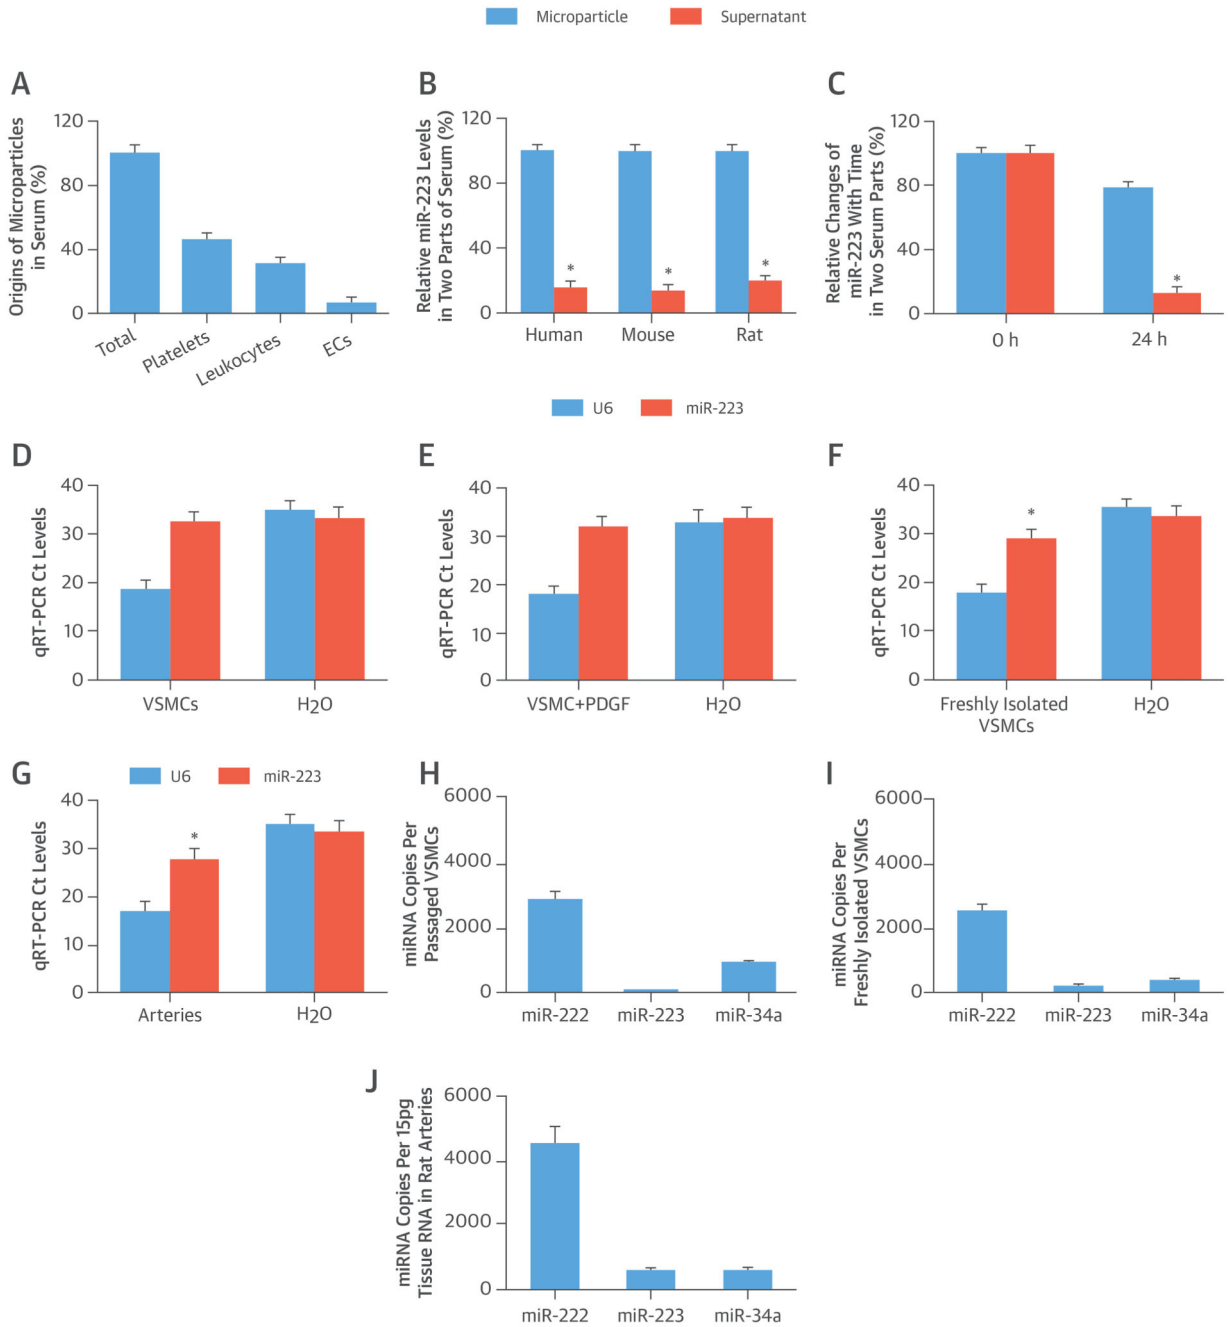 Microparticle Supernatant
A
Origins of Microparticles
in Serum (%)
120
80
40
0
Total Platelets Leukocytes ECs
B
Relative miR-223 Levels
in Two Parts of Serum (%)
120
80
40
0
* * *
Human Mouse Rat
C
Relative Changes of
miR-223 With Time
in Two Serum Parts (%)
120
80
40
0
*
0 h 24 h
U6 miR-223
D
qRT-PCR Ct Levels
40
30
20
10
0
VSMCs H2O
E
qRT-PCR Ct Levels
40
30
20
10
0
VSMC+PDGF H2O
F
qRT-PCR Ct Levels
40
30
20
10
0
*
Freshly Isolated
VSMCs
H2O
G
U6 miR-223
qRT-PCR Ct Levels
40
30
20
10
0
*
Arteries H2O
H
miRNA Copies Per
Passaged VSMCs
6000
4000
2000
0
miR-222 miR-223 miR-34a
I
miRNA Copies Per
Freshly Isolated VSMCs
6000
4000
2000
0
miR-222 miR-223 miR-34a
J
miRNA Copies Per 15pg
Tissue RNA in Rat Arteries
6000
4000
2000
0
miR-222 miR-223 miR-34a